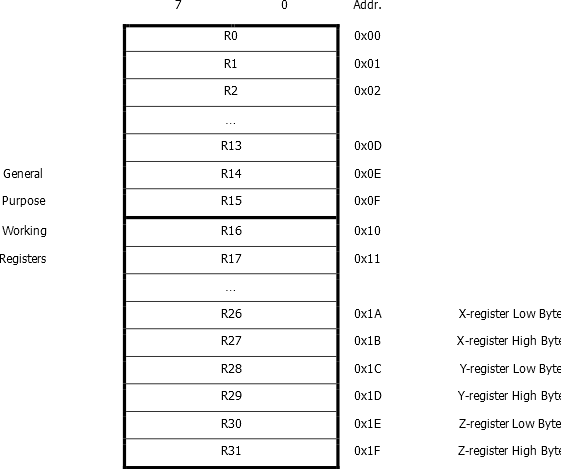 7 0 Addr.
R0 0x00
R1 0x01
R2 0x02
...
R13 0x0D
General R14 0x0E
Purpose R15 0x0F
Working R16 0x10
Registers R17 0x11
...
R26 0x1A X-register Low Byte
R27 0x1B X-register High Byte
R28 0x1C Y-register Low Byte
R29 0x1D Y-register High Byte
R30 0x1E Z-register Low Byte
R31 0x1F Z-register High Byte